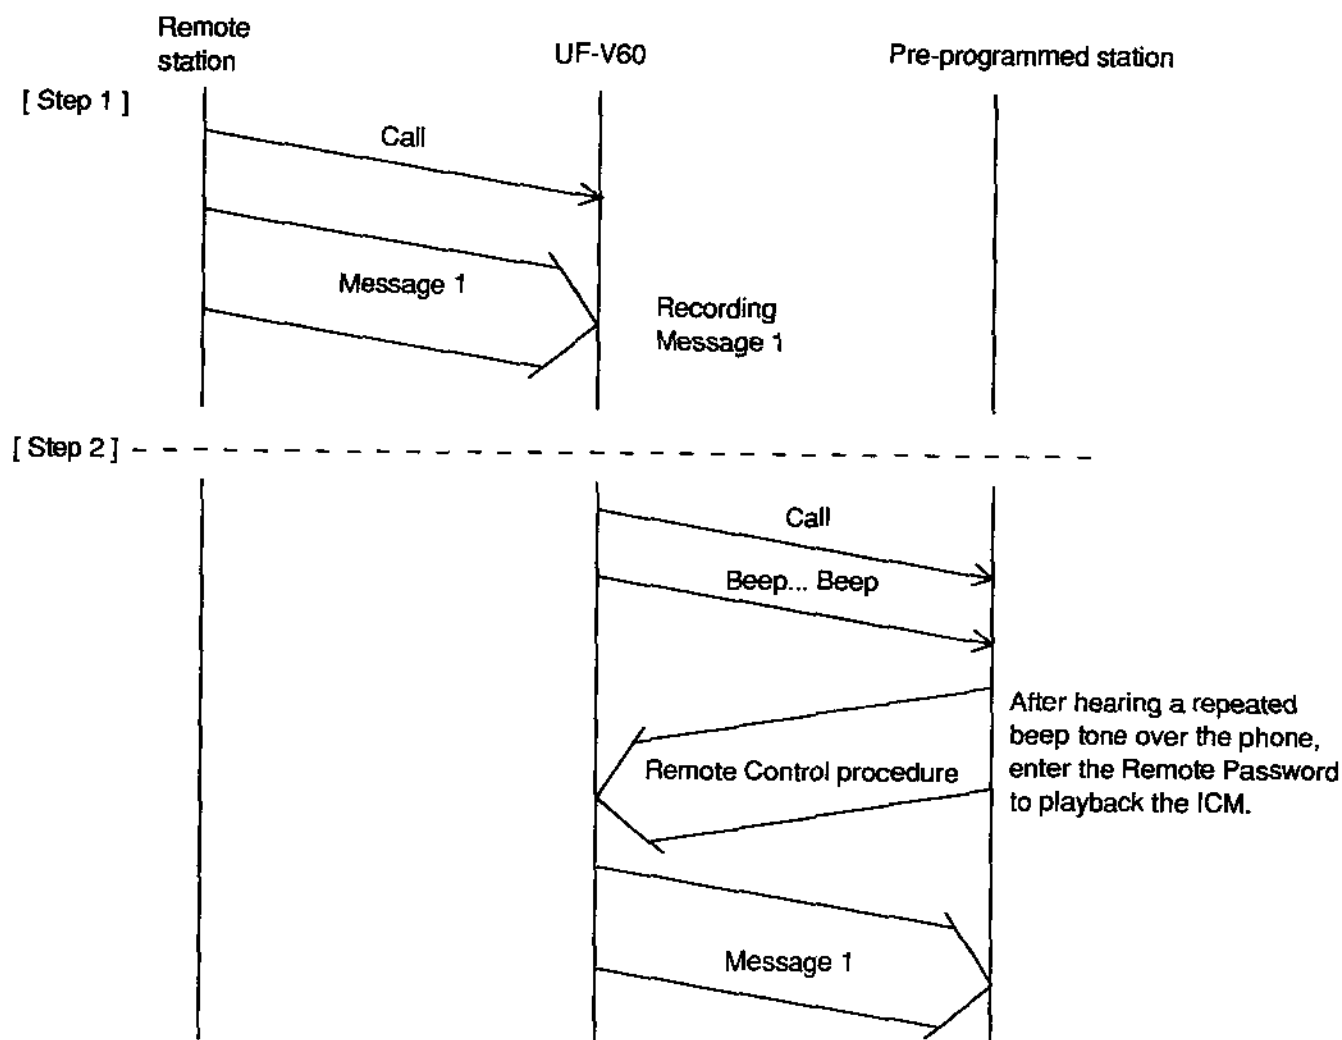 Remote
station
UF-V60
Pre-programmed station
[ Step 1 ]
Call
Message 1
Recording
Message 1
[ Step 2 ]
Call
Beep... Beep
After hearing a repeated
beep tone over the phone,
enter the Remote Password
to playback the ICM.
Remote Control procedure
Message 1